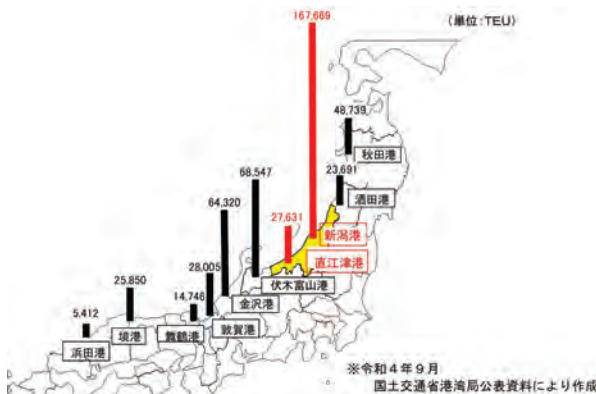 167,669
(単位:TEU)
48,739
秋田港
23,691
酒田港
68,547
64,320
27,631
新潟港
直江津港
28,005
伏木富山港
25,850
14,746
金沢港
5,412
境港
舞鶴港
敦賀港
浜田港
※令和4年9月
国土交通省港湾局公表資料により作成